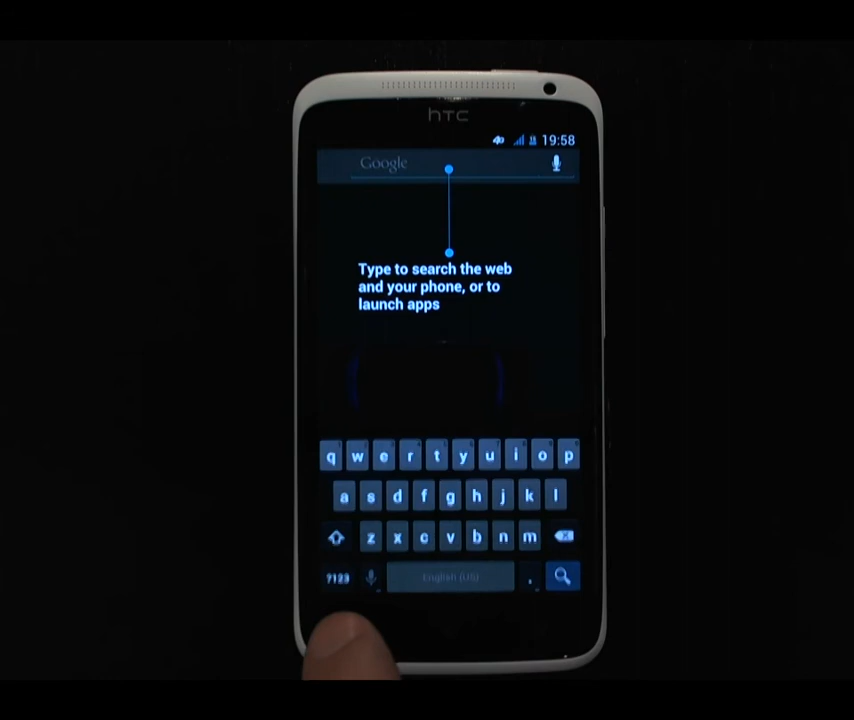 hTC
19:58
Google
Type to search the web
and your phone, or to
launch apps
q w e r t y u i o p
a s d f g h j k l
z x c v b n m
?123 English (US) .